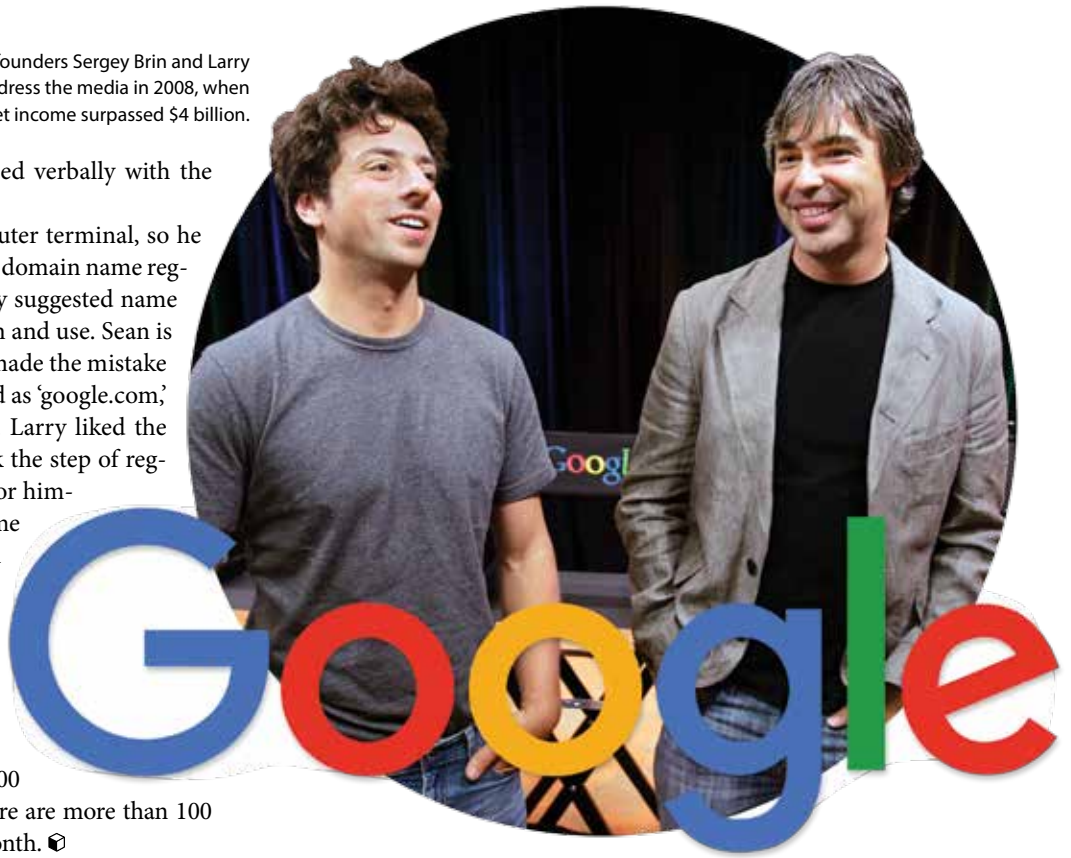 founders Sergey Brin and Larry
dress the media in 2008, when
et income surpassed $4 billion.
ed verbally with the
uter terminal, so he
domain name reg-
y suggested name
n and use. Sean is
made the mistake
d as ‘google.com,’
Larry liked the
k the step of reg-
or him-
me
00
re are more than 100
onth.
Google
Google